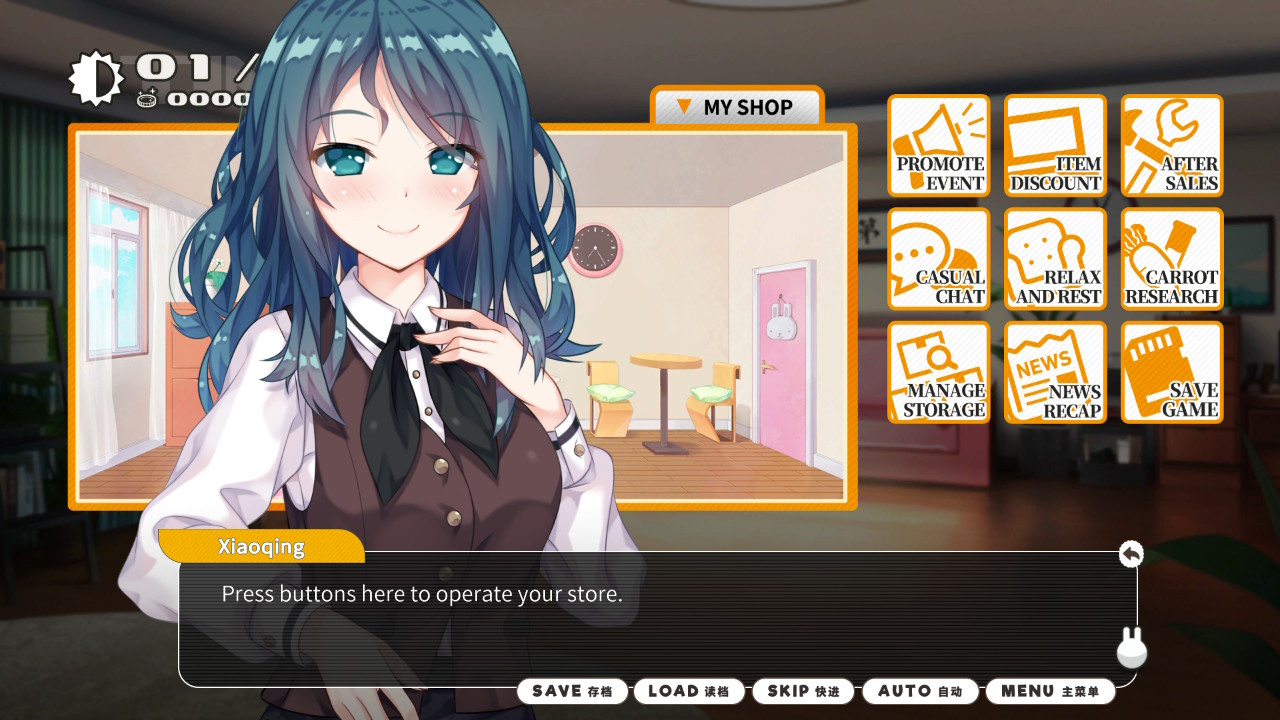 01/
0000
MY SHOP
PROMOTE
EVENT
ITEM
DISCOUNT
AFTER
SALES
CASUAL
CHAT
RELAX
AND REST
CARROT
RESEARCH
MANAGE
STORAGE
NEWS
NEWS
RECAP
SAVE
GAME
Xiaoqing
Press buttons here to operate your store.
SAVE 存档
LOAD 读档
SKIP 快进
AUTO 自动
MENU 主菜单